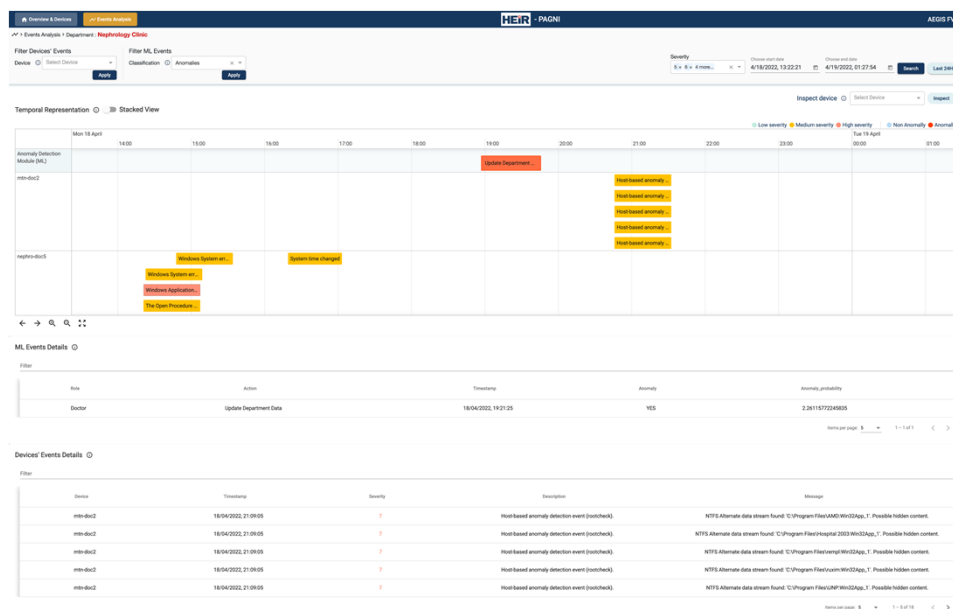 Overview & Devices
Events Analysis
HEIR - PAGNI
AEGIS FV
> Events Analysis > Department : Nephrology Clinic
Filter Devices' Events
Device Select Device
Apply
Filter ML Events
Classification Anomalies
Apply
Severity
5 × 6 × 4 more...
Choose start date
4/18/2022, 13:22:21
Choose end date
4/19/2022, 01:27:54
Search
Last 24H
Inspect device Select Device
Inspect
Temporal Representation Stacked View
Low severity Medium severity High severity Non Anomaly Anomaly
Mon 18 April Tue 19 April
14:00 15:00 16:00 17:00 18:00 19:00 20:00 21:00 22:00 23:00 00:00 01:00
Anomaly Detection
Module (ML)
Update Department ...
mtn-doc2
Host-based anomaly ...
Host-based anomaly ...
Host-based anomaly ...
Host-based anomaly ...
Host-based anomaly ...
nephro-doc5
Windows System err... System time changed
Windows System err...
Windows Application...
The Open Procedure ...
ML Events Details
Filter
Role Action Timestamp Anomaly Anomaly_probability
Doctor Update Department Data 18/04/2022, 19:21:25 YES 2.26115772245835
Items per page: 5 1 – 1 of 1
Devices' Events Details
Filter
Device Timestamp Severity Description Message
mtn-doc2 18/04/2022, 21:09:05 7 Host-based anomaly detection event (rootcheck). NTFS Alternate data stream found: 'C:\Program Files\AMD:Win32App_1'. Possible hidden content.
mtn-doc2 18/04/2022, 21:09:05 7 Host-based anomaly detection event (rootcheck). NTFS Alternate data stream found: 'C:\Program Files\Hospital 2003:Win32App_1'. Possible hidden content.
mtn-doc2 18/04/2022, 21:09:05 7 Host-based anomaly detection event (rootcheck). NTFS Alternate data stream found: 'C:\Program Files\rempl:Win32App_1'. Possible hidden content.
mtn-doc2 18/04/2022, 21:09:05 7 Host-based anomaly detection event (rootcheck). NTFS Alternate data stream found: 'C:\Program Files\ruxim:Win32App_1'. Possible hidden content.
mtn-doc2 18/04/2022, 21:09:05 7 Host-based anomaly detection event (rootcheck). NTFS Alternate data stream found: 'C:\Program Files\UNP:Win32App_1'. Possible hidden content.
Items per page: 5 1 – 5 of 18